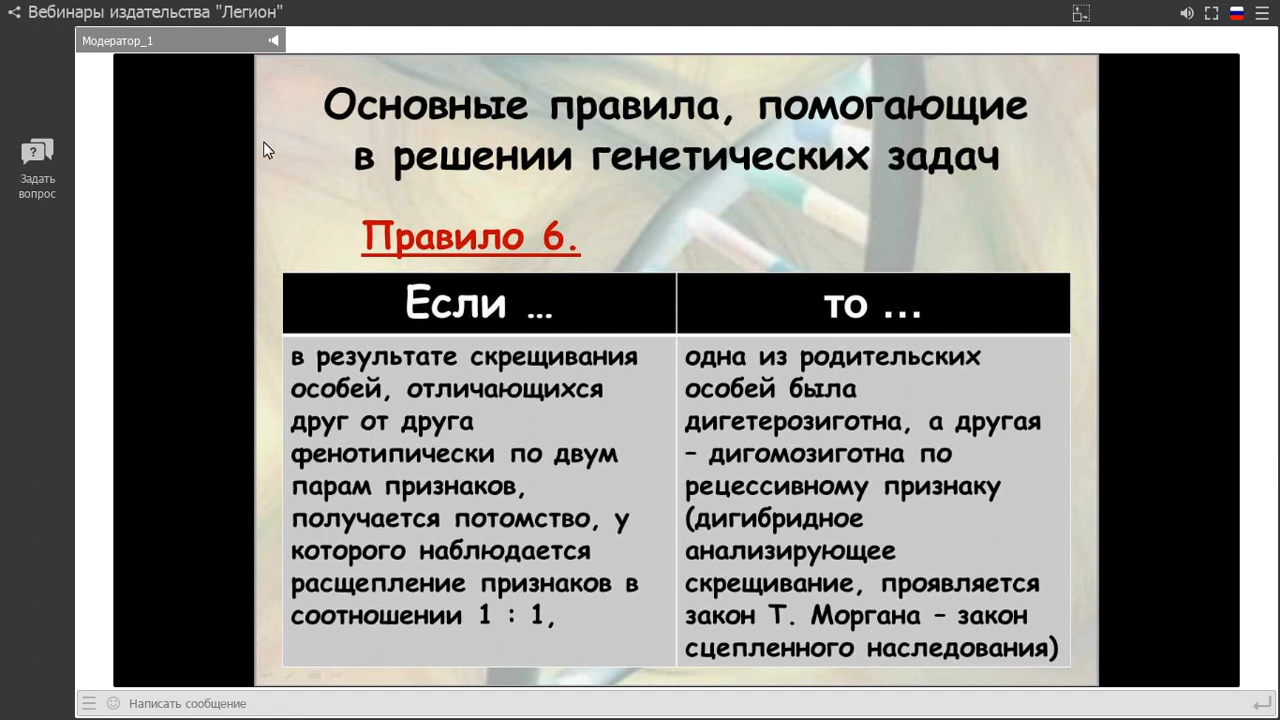 Вебинары издательства "Легион"
Модератор_1
Задать
вопрос
Основные правила, помогающие
в решении генетических задач
Правило 6.
Если ...
то ...
в результате скрещивания
особей, отличающихся
друг от друга
фенотипически по двум
парам признаков,
получается потомство, у
которого наблюдается
расщепление признаков в
соотношении 1 : 1,
одна из родительских
особей была
дигетерозиготна, а другая
– дигомозиготна по
рецессивному признаку
(дигибридное
анализирующее
скрещивание, проявляется
закон Т. Моргана – закон
сцепленного наследования)
Написать сообщение